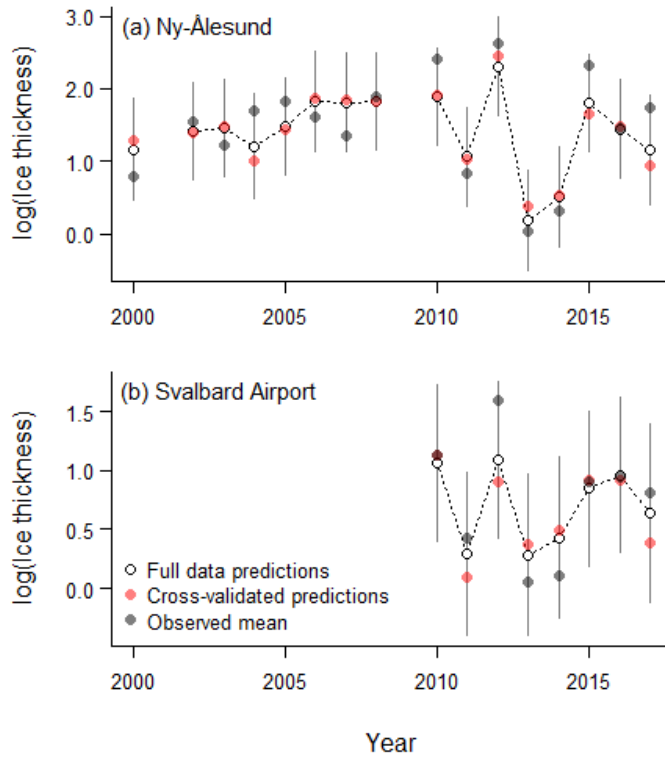 (a) Ny-Ålesund
log(Ice thickness)
3.0
2.0
1.0
0.0
2000 2005 2010 2015
(b) Svalbard Airport
log(Ice thickness)
1.5
1.0
0.5
0.0
Full data predictions
Cross-validated predictions
Observed mean
2000 2005 2010 2015
Year